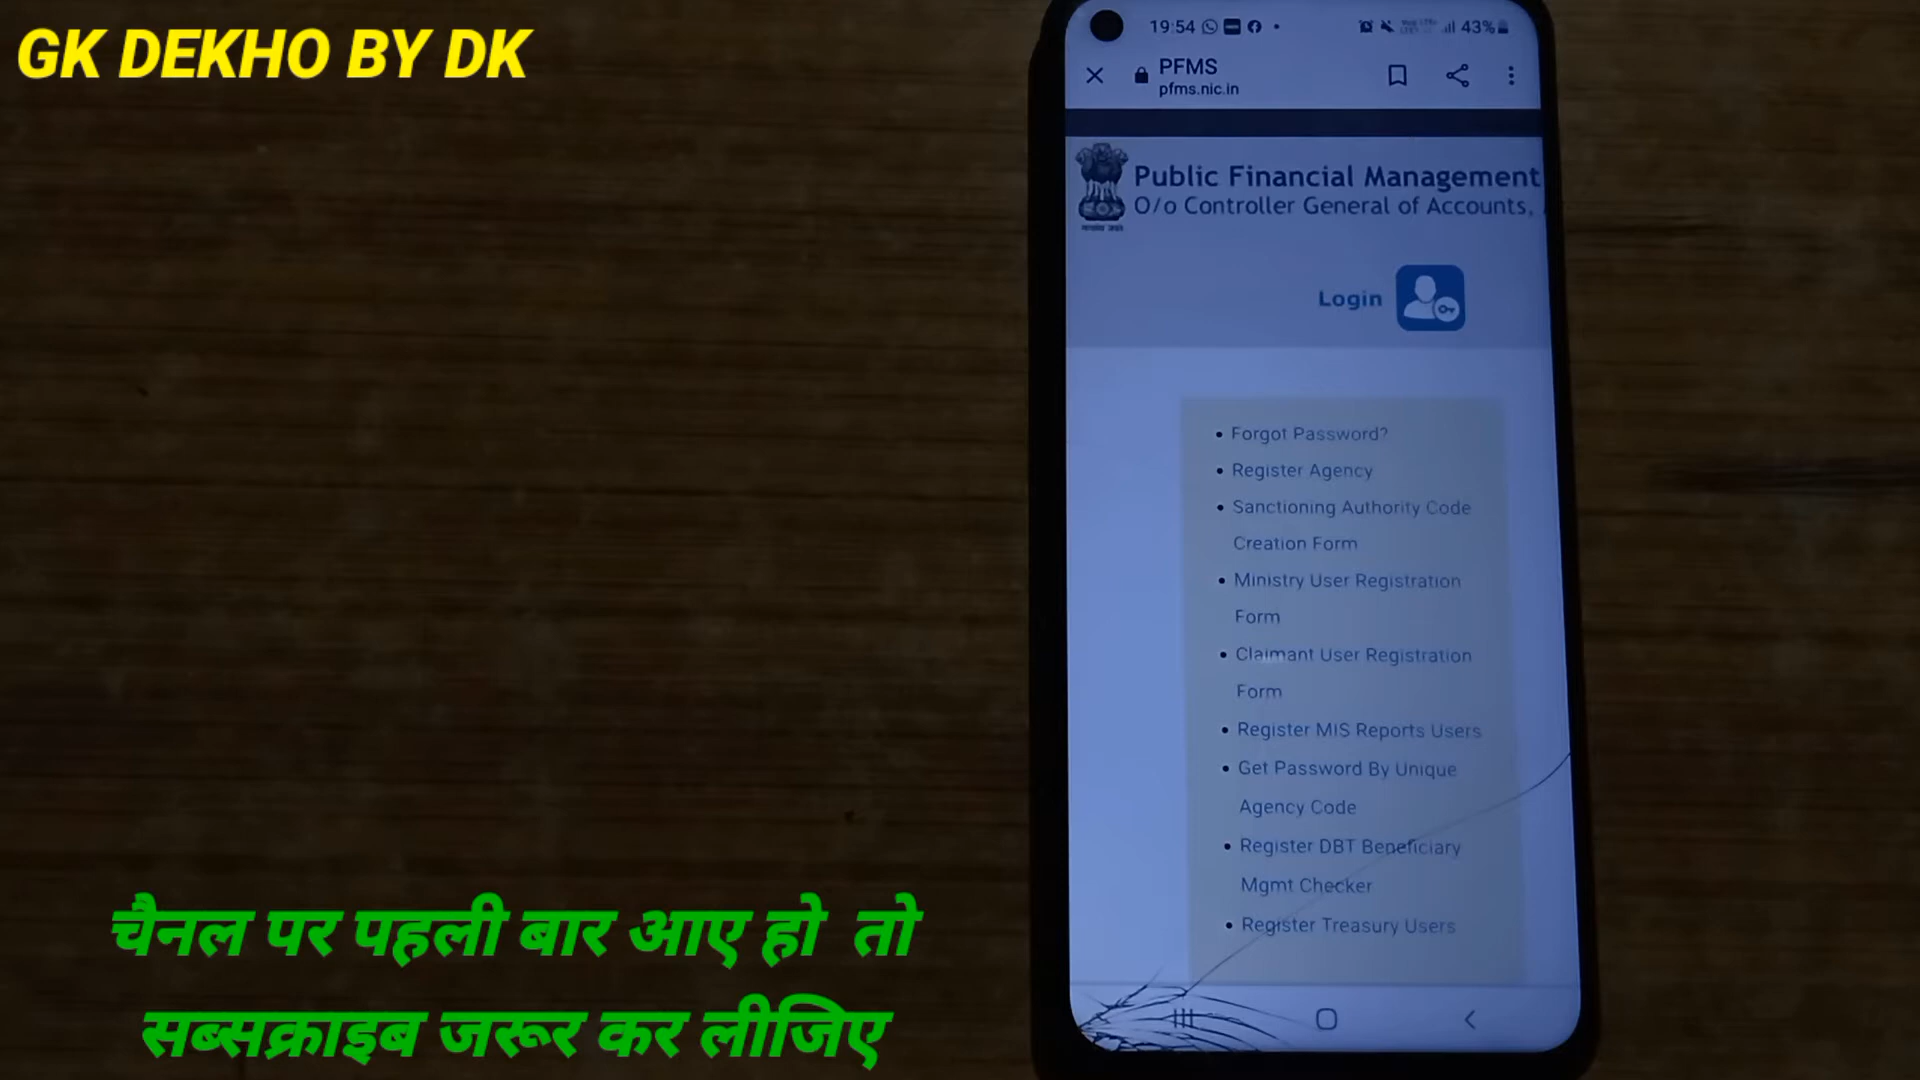 GK DEKHO BY DK
19:54
43%
PFMS
pfms.nic.in
Public Financial Management
O/o Controller General of Accounts,
Login
• Forgot Password?
• Register Agency
• Sanctioning Authority Code
Creation Form
• Ministry User Registration
Form
• Claimant User Registration
Form
• Register MIS Reports Users
• Get Password By Unique
Agency Code
• Register DBT Beneficiary
Mgmt Checker
• Register Treasury Users
चैनल पर पहली बार आए हो तो
सब्सक्राइब जरूर कर लीजिए